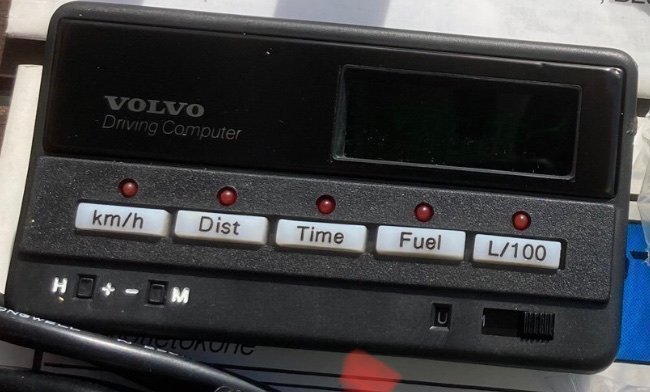 VOLVO
Driving Computer
km/h Dist Time Fuel L/100
H + - M
U